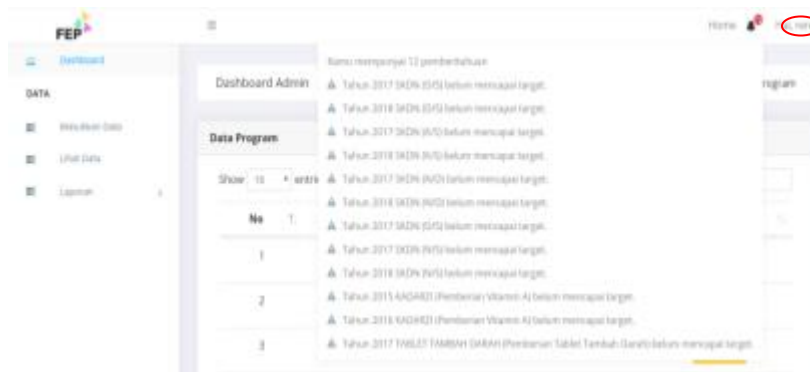 FEP
Home
Dashboard
Kamu mempunyai 12 pemberitahuan
Dashboard Admin
DATA
Tahun 2017 SKDN (D/S) belum mencapai target.
Tahun 2018 SKDN (D/S) belum mencapai target.
Masukkan Data
Data Program
Tahun 2017 SKDN (K/S) belum mencapai target.
Tahun 2018 SKDN (K/S) belum mencapai target.
Lihat Data
Show 10 entri
Tahun 2017 SKDN (N/D) belum mencapai target.
Laporan
Tahun 2018 SKDN (N/D) belum mencapai target.
No
Tahun 2017 SKDN belum mencapai target.
1
Tahun 2017 SKDN (N/S) belum mencapai target.
Tahun 2018 SKDN (N/S) belum mencapai target.
2
Tahun 2015 KADARZI (Pemberian Vitamin A) belum mencapai target.
Tahun 2016 KADARZI (Pemberian Vitamin A) belum mencapai target.
3
Tahun 2017 TABLET TAMBAH DARAH (Pemberian Tablet Tambah Darah) belum mencapai target.